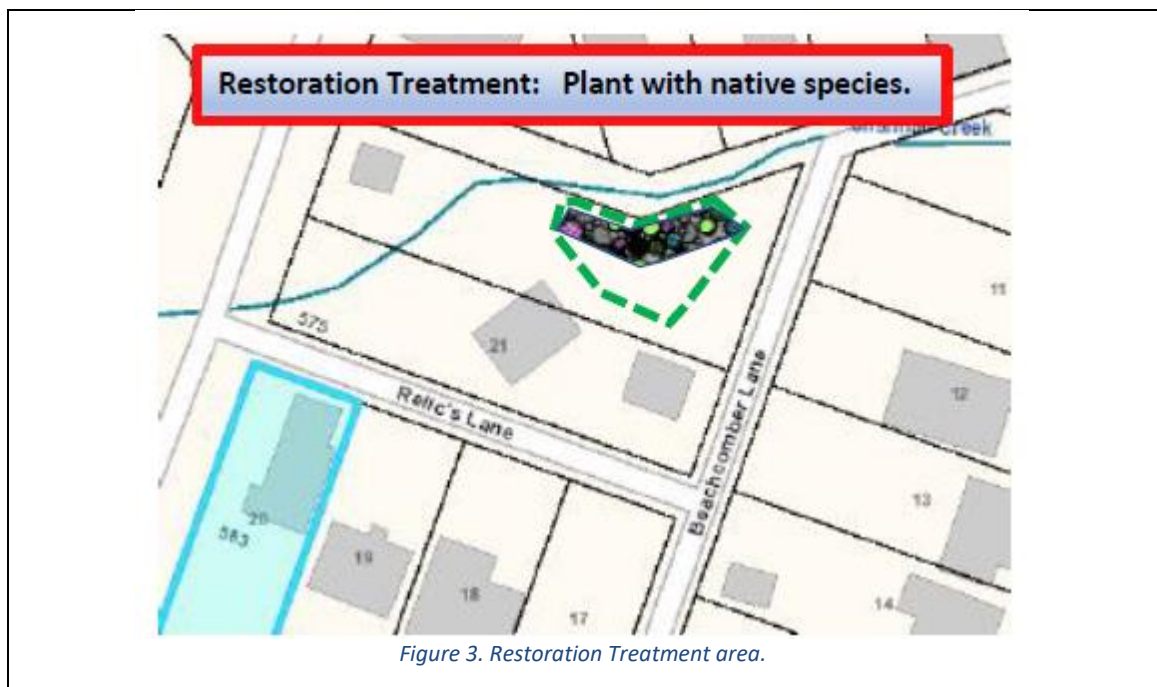 Restoration Treatment: Plant with native species.
Creek
575
21
11
12
Relic's Lane
Beachcomber Lane
13
20
583
19
18
17
14
Figure 3. Restoration Treatment area.